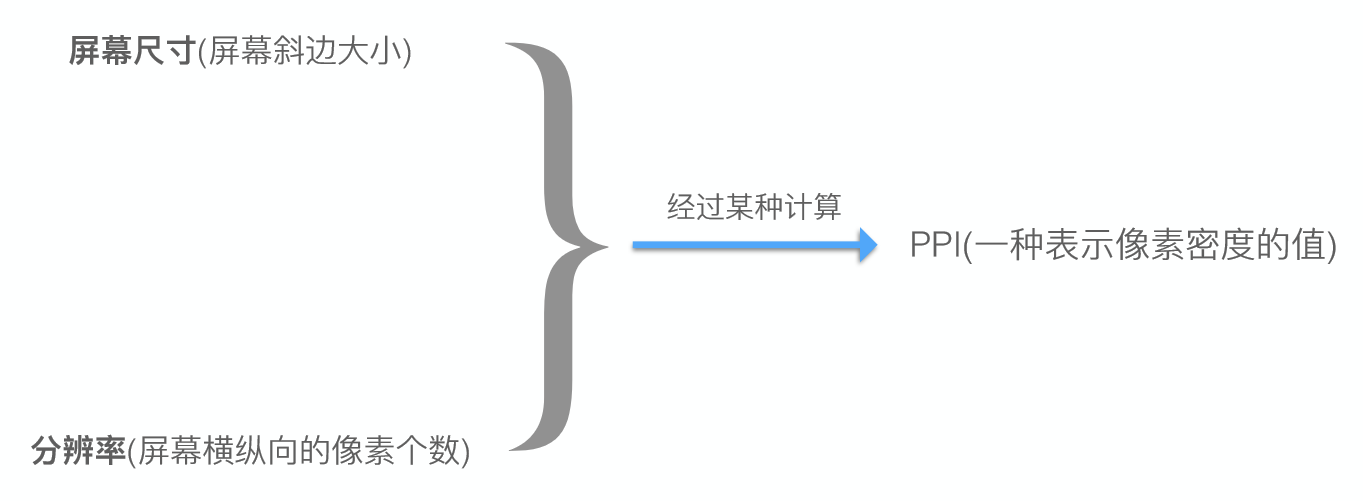 屏幕尺寸(屏幕斜边大小)
经过某种计算
PPI(一种表示像素密度的值)
分辨率(屏幕横纵向的像素个数)